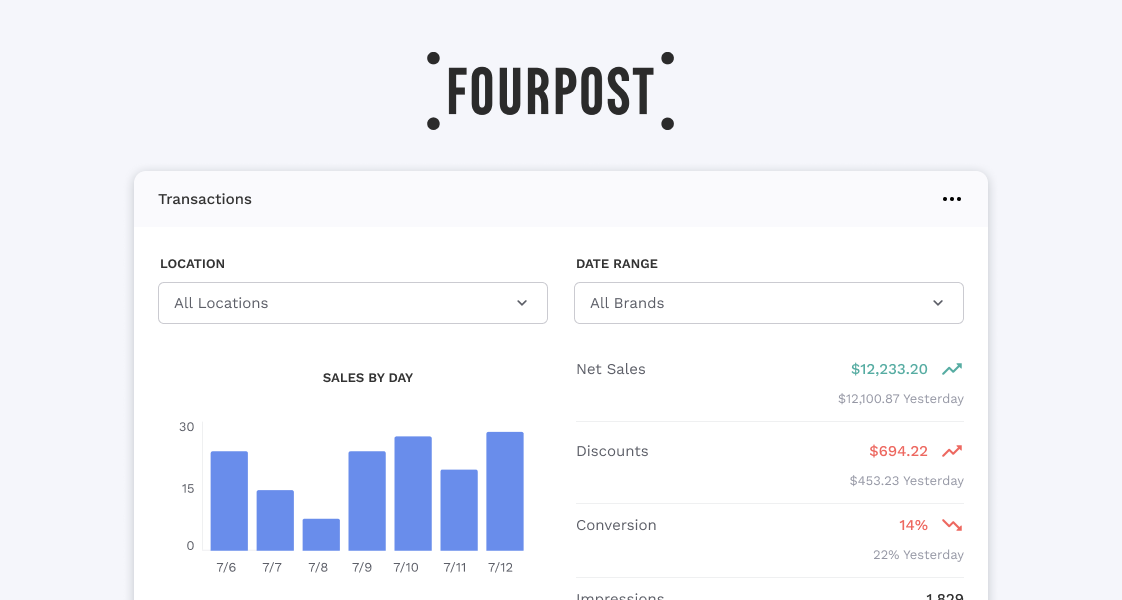 FOURPOST
Transactions
LOCATION
All Locations
DATE RANGE
All Brands
SALES BY DAY
30
15
0
7/6 7/7 7/8 7/9 7/10 7/11 7/12
Net Sales $12,233.20
$12,100.87 Yesterday
Discounts $694.22
$453.23 Yesterday
Conversion 14%
22% Yesterday
Impressions 1,829